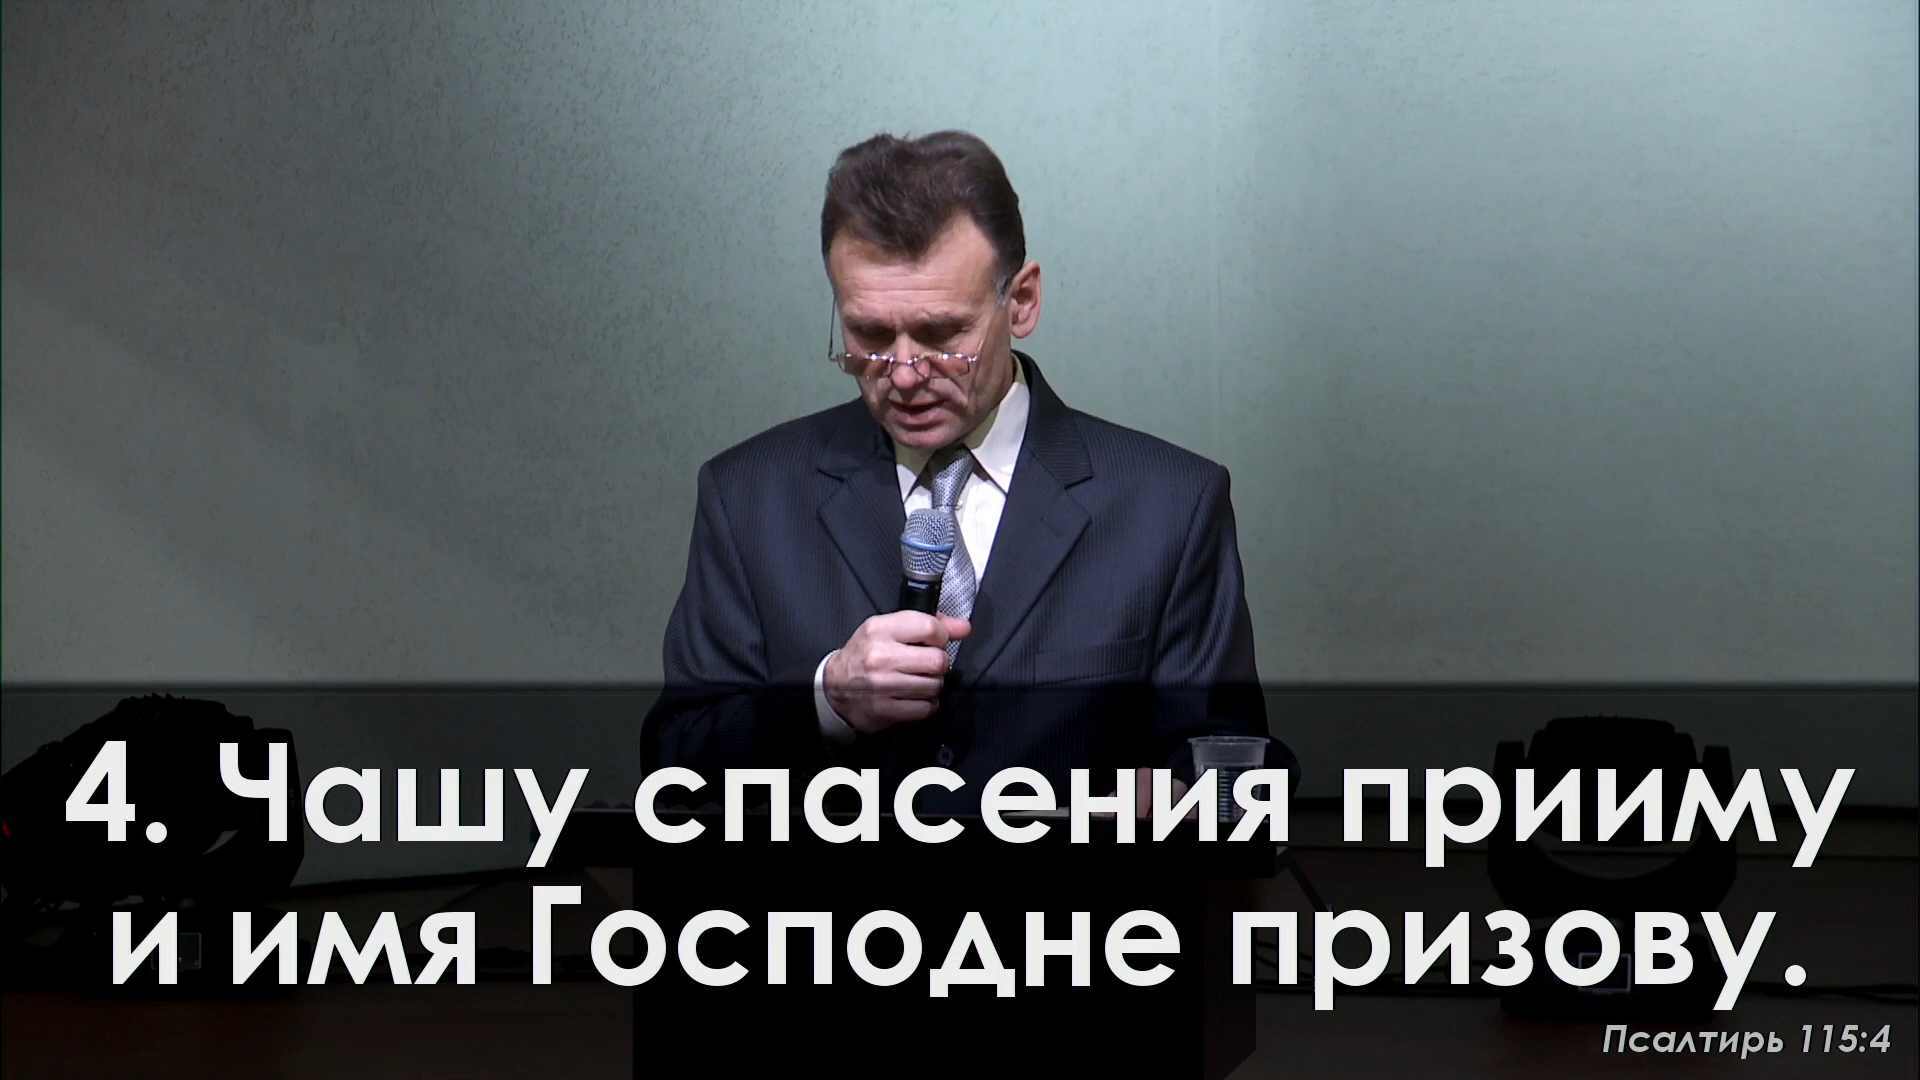 4. Чашу спасения прииму
и имя Господне призову.
Псалтирь 115:4